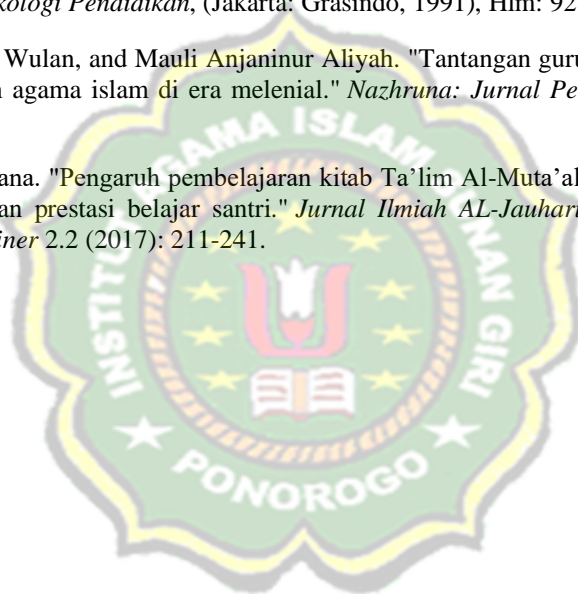 kologi Pendidikan, (Jakarta: Grasindo, 1991), Hlm: 92
Wulan, and Mauli Anjaninur Aliyah. "Tantangan guru
agama islam di era melenial." Nazhruna: Jurnal Pe
ana. "Pengaruh pembelajaran kitab Ta'lim Al-Muta'al
an prestasi belajar santri." Jurnal Ilmiah AL-Jauhari
iner 2.2 (2017): 211-241.
INSTITUT AGAMA ISLAM SUNAN GIRI
PONOROGO